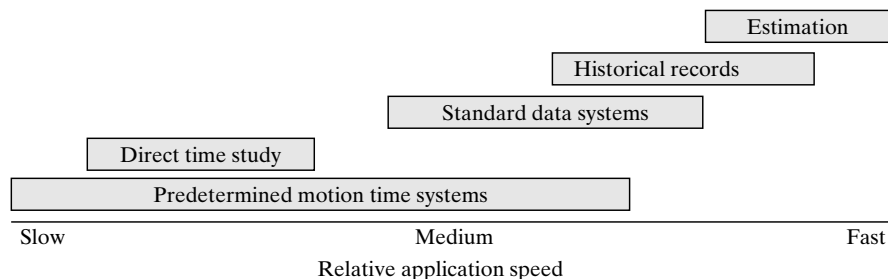 Estimation
Historical records
Standard data systems
Direct time study
Predetermined motion time systems
Slow Medium Fast
Relative application speed